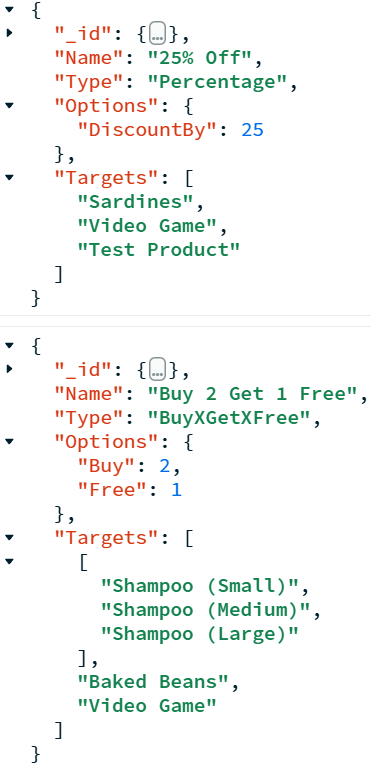 {
"_id": {…},
"Name": "25% Off",
"Type": "Percentage",
"Options": {
"DiscountBy": 25
},
"Targets": [
"Sardines",
"Video Game",
"Test Product"
]
}
{
"_id": {…},
"Name": "Buy 2 Get 1 Free",
"Type": "BuyXGetXFree",
"Options": {
"Buy": 2,
"Free": 1
},
"Targets": [
[
"Shampoo (Small)",
"Shampoo (Medium)",
"Shampoo (Large)"
],
"Baked Beans",
"Video Game"
]
}